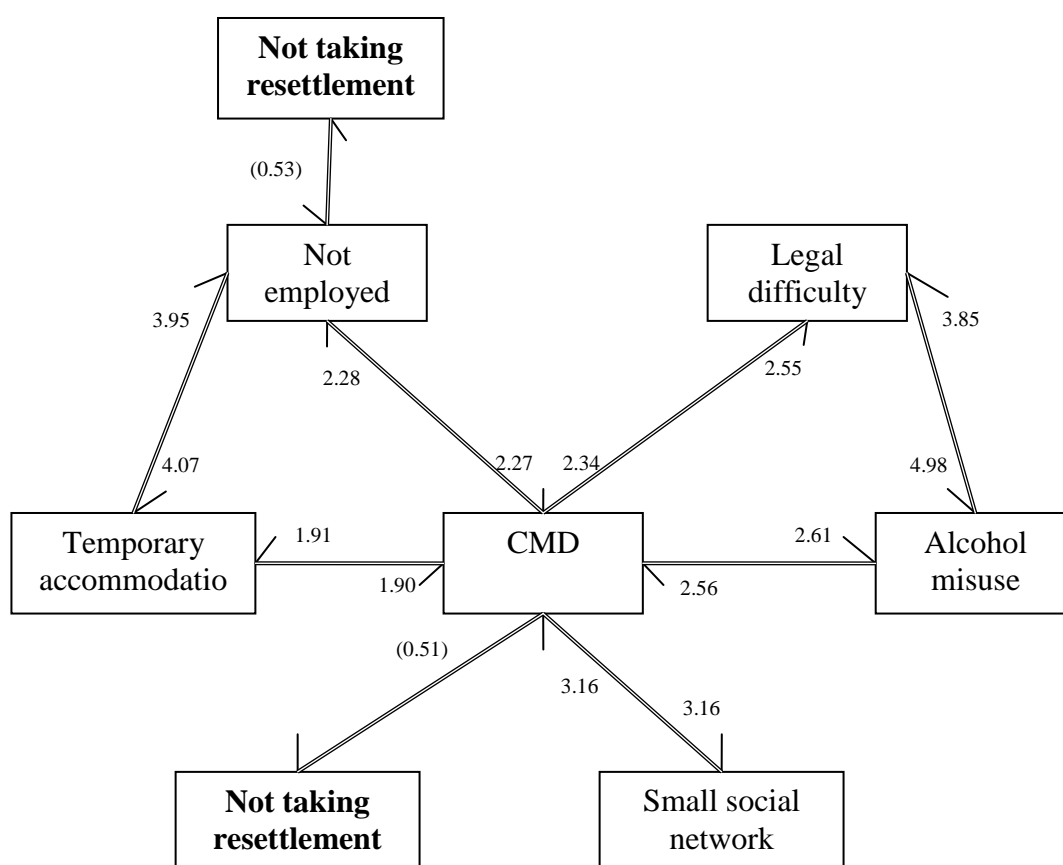 Not taking
resettlement
(0.53)
Not
employed
Legal
difficulty
3.95
3.85
2.28
2.55
4.07
2.27
2.34
4.98
Temporary
accommodatio
1.91
CMD
2.61
Alcohol
misuse
1.90
2.56
(0.51)
3.16
3.16
Not taking
resettlement
Small social
network